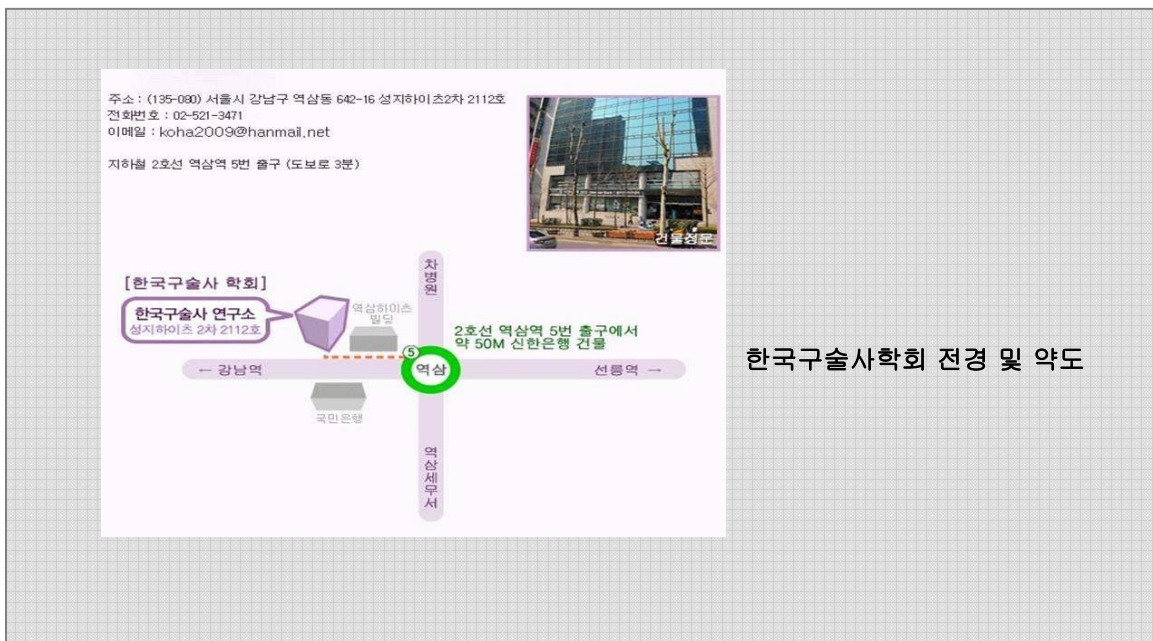 주소 : (135-080) 서울시 강남구 역삼동 642-16 성지하이츠2차 2112호
전화번호 : 02-521-3471
이메일 : koha2009@hanmail.net
지하철 2호선 역삼역 5번 출구 (도보로 3분)
건물정문
[한국구술사 학회]
한국구술사 연구소
성지하이츠 2차 2112호
역삼하이츠
빌딩
차병원
2호선 역삼역 5번 출구에서
약 50M 신한은행 건물
5
← 강남역
역삼
선릉역 →
국민은행
역삼세무서
한국구술사학회 전경 및 약도